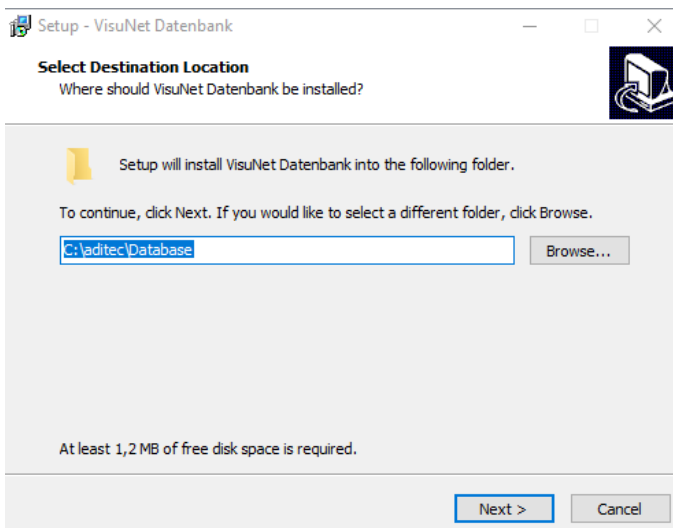 Setup - VisuNet Datenbank
Select Destination Location
Where should VisuNet Datenbank be installed?
Setup will install VisuNet Datenbank into the following folder.
To continue, click Next. If you would like to select a different folder, click Browse.
C:\aditec\Database
Browse...
At least 1,2 MB of free disk space is required.
Next >
Cancel